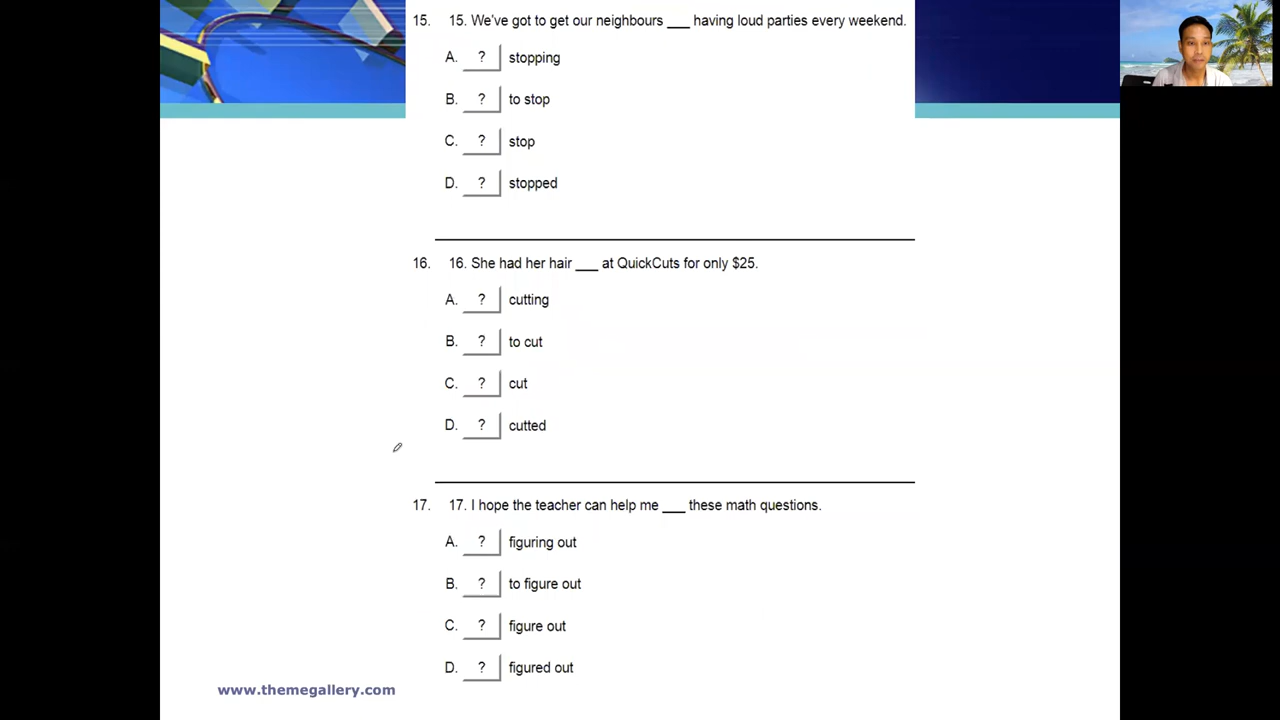 15. 15. We've got to get our neighbours ___ having loud parties every weekend.
A. ? stopping
B. ? to stop
C. ? stop
D. ? stopped
16. 16. She had her hair ___ at QuickCuts for only $25.
A. ? cutting
B. ? to cut
C. ? cut
D. ? cutted
17. 17. I hope the teacher can help me ___ these math questions.
A. ? figuring out
B. ? to figure out
C. ? figure out
D. ? figured out
www.themegallery.com